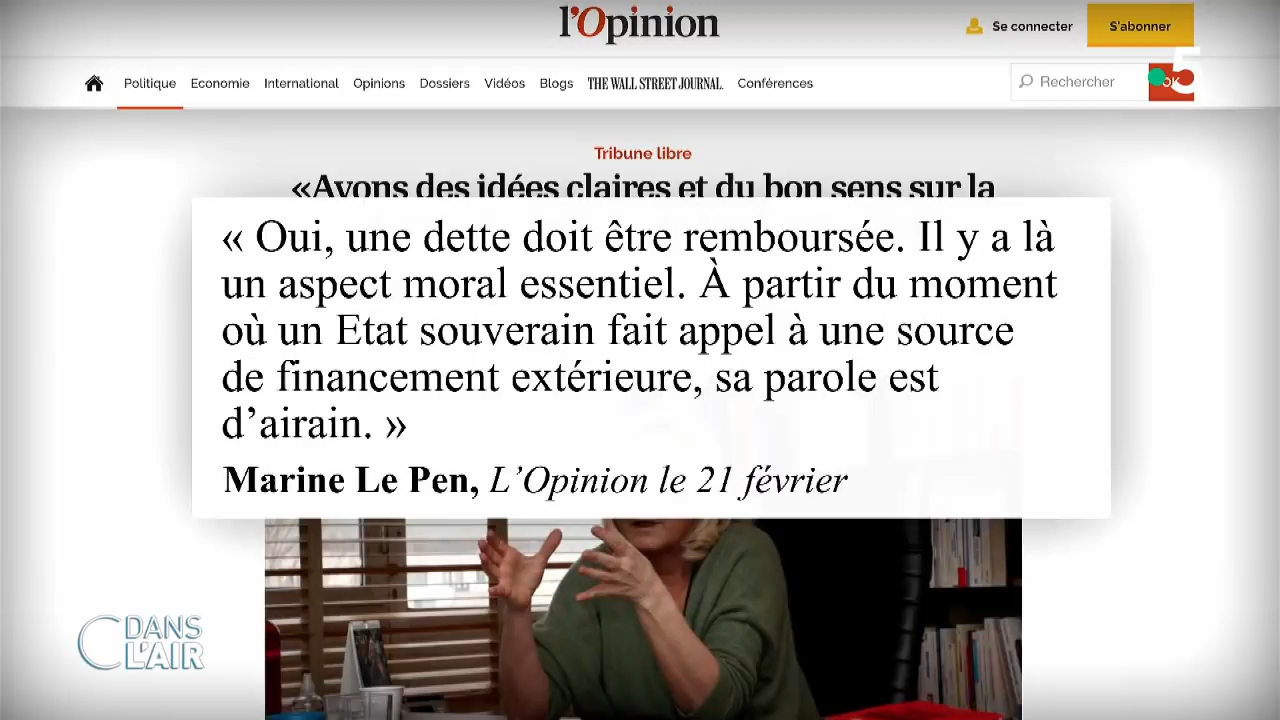 l'Opinion
Se connecter
S'abonner
Politique Economie International Opinions Dossiers Vidéos Blogs THE WALL STREET JOURNAL. Conférences
Rechercher
OK
5
Tribune libre
«Ayons des idées claires et du bon sens sur la
« Oui, une dette doit être remboursée. Il y a là
un aspect moral essentiel. À partir du moment
où un Etat souverain fait appel à une source
de financement extérieure, sa parole est
d'airain. »
Marine Le Pen, L'Opinion le 21 février
C DANS
L'AIR